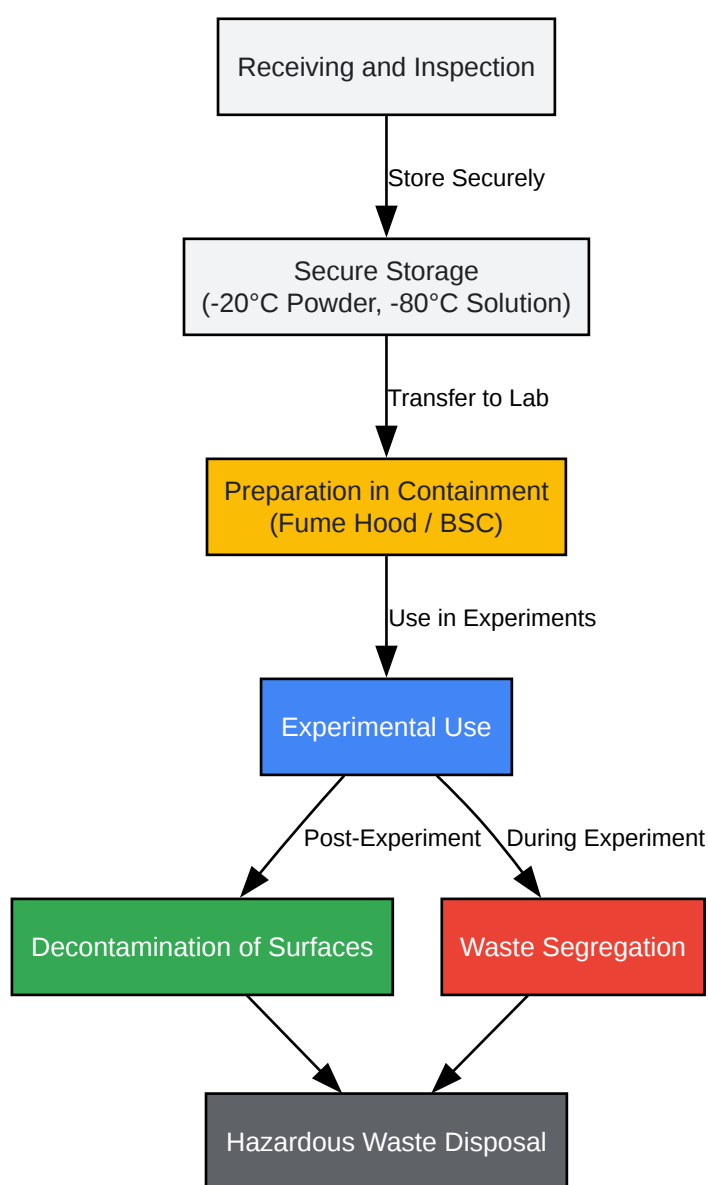 Receiving and Inspection
Store Securely
Secure Storage
(-20°C Powder, -80°C Solution)
Transfer to Lab
Preparation in Containment
(Fume Hood / BSC)
Use in Experiments
Experimental Use
Post-Experiment
During Experiment
Decontamination of Surfaces
Waste Segregation
Hazardous Waste Disposal